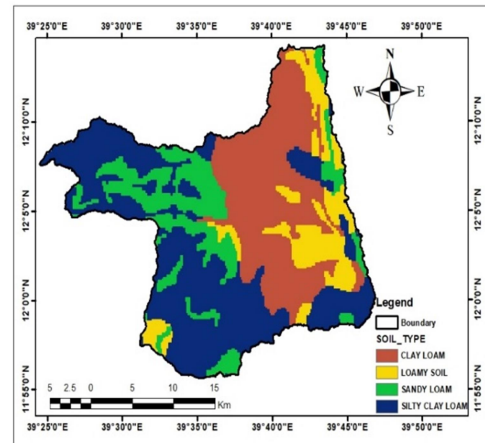 39°25'0"E 39°30'0"E 39°35'0"E 39°40'0"E 39°45'0"E 39°50'0"E
N
W E
S
12°10'0"N 12°10'0"N
12°5'0"N 12°5'0"N
12°0'0"N 12°0'0"N
11°55'0"N 11°55'0"N
Legend
Boundary
SOIL_TYPE
CLAY LOAM
LOAMY SOIL
SANDY LOAM
SILTY CLAY LOAM
5 2.5 0 5 10 15
Km
39°25'0"E 39°30'0"E 39°35'0"E 39°40'0"E 39°45'0"E 39°50'0"E